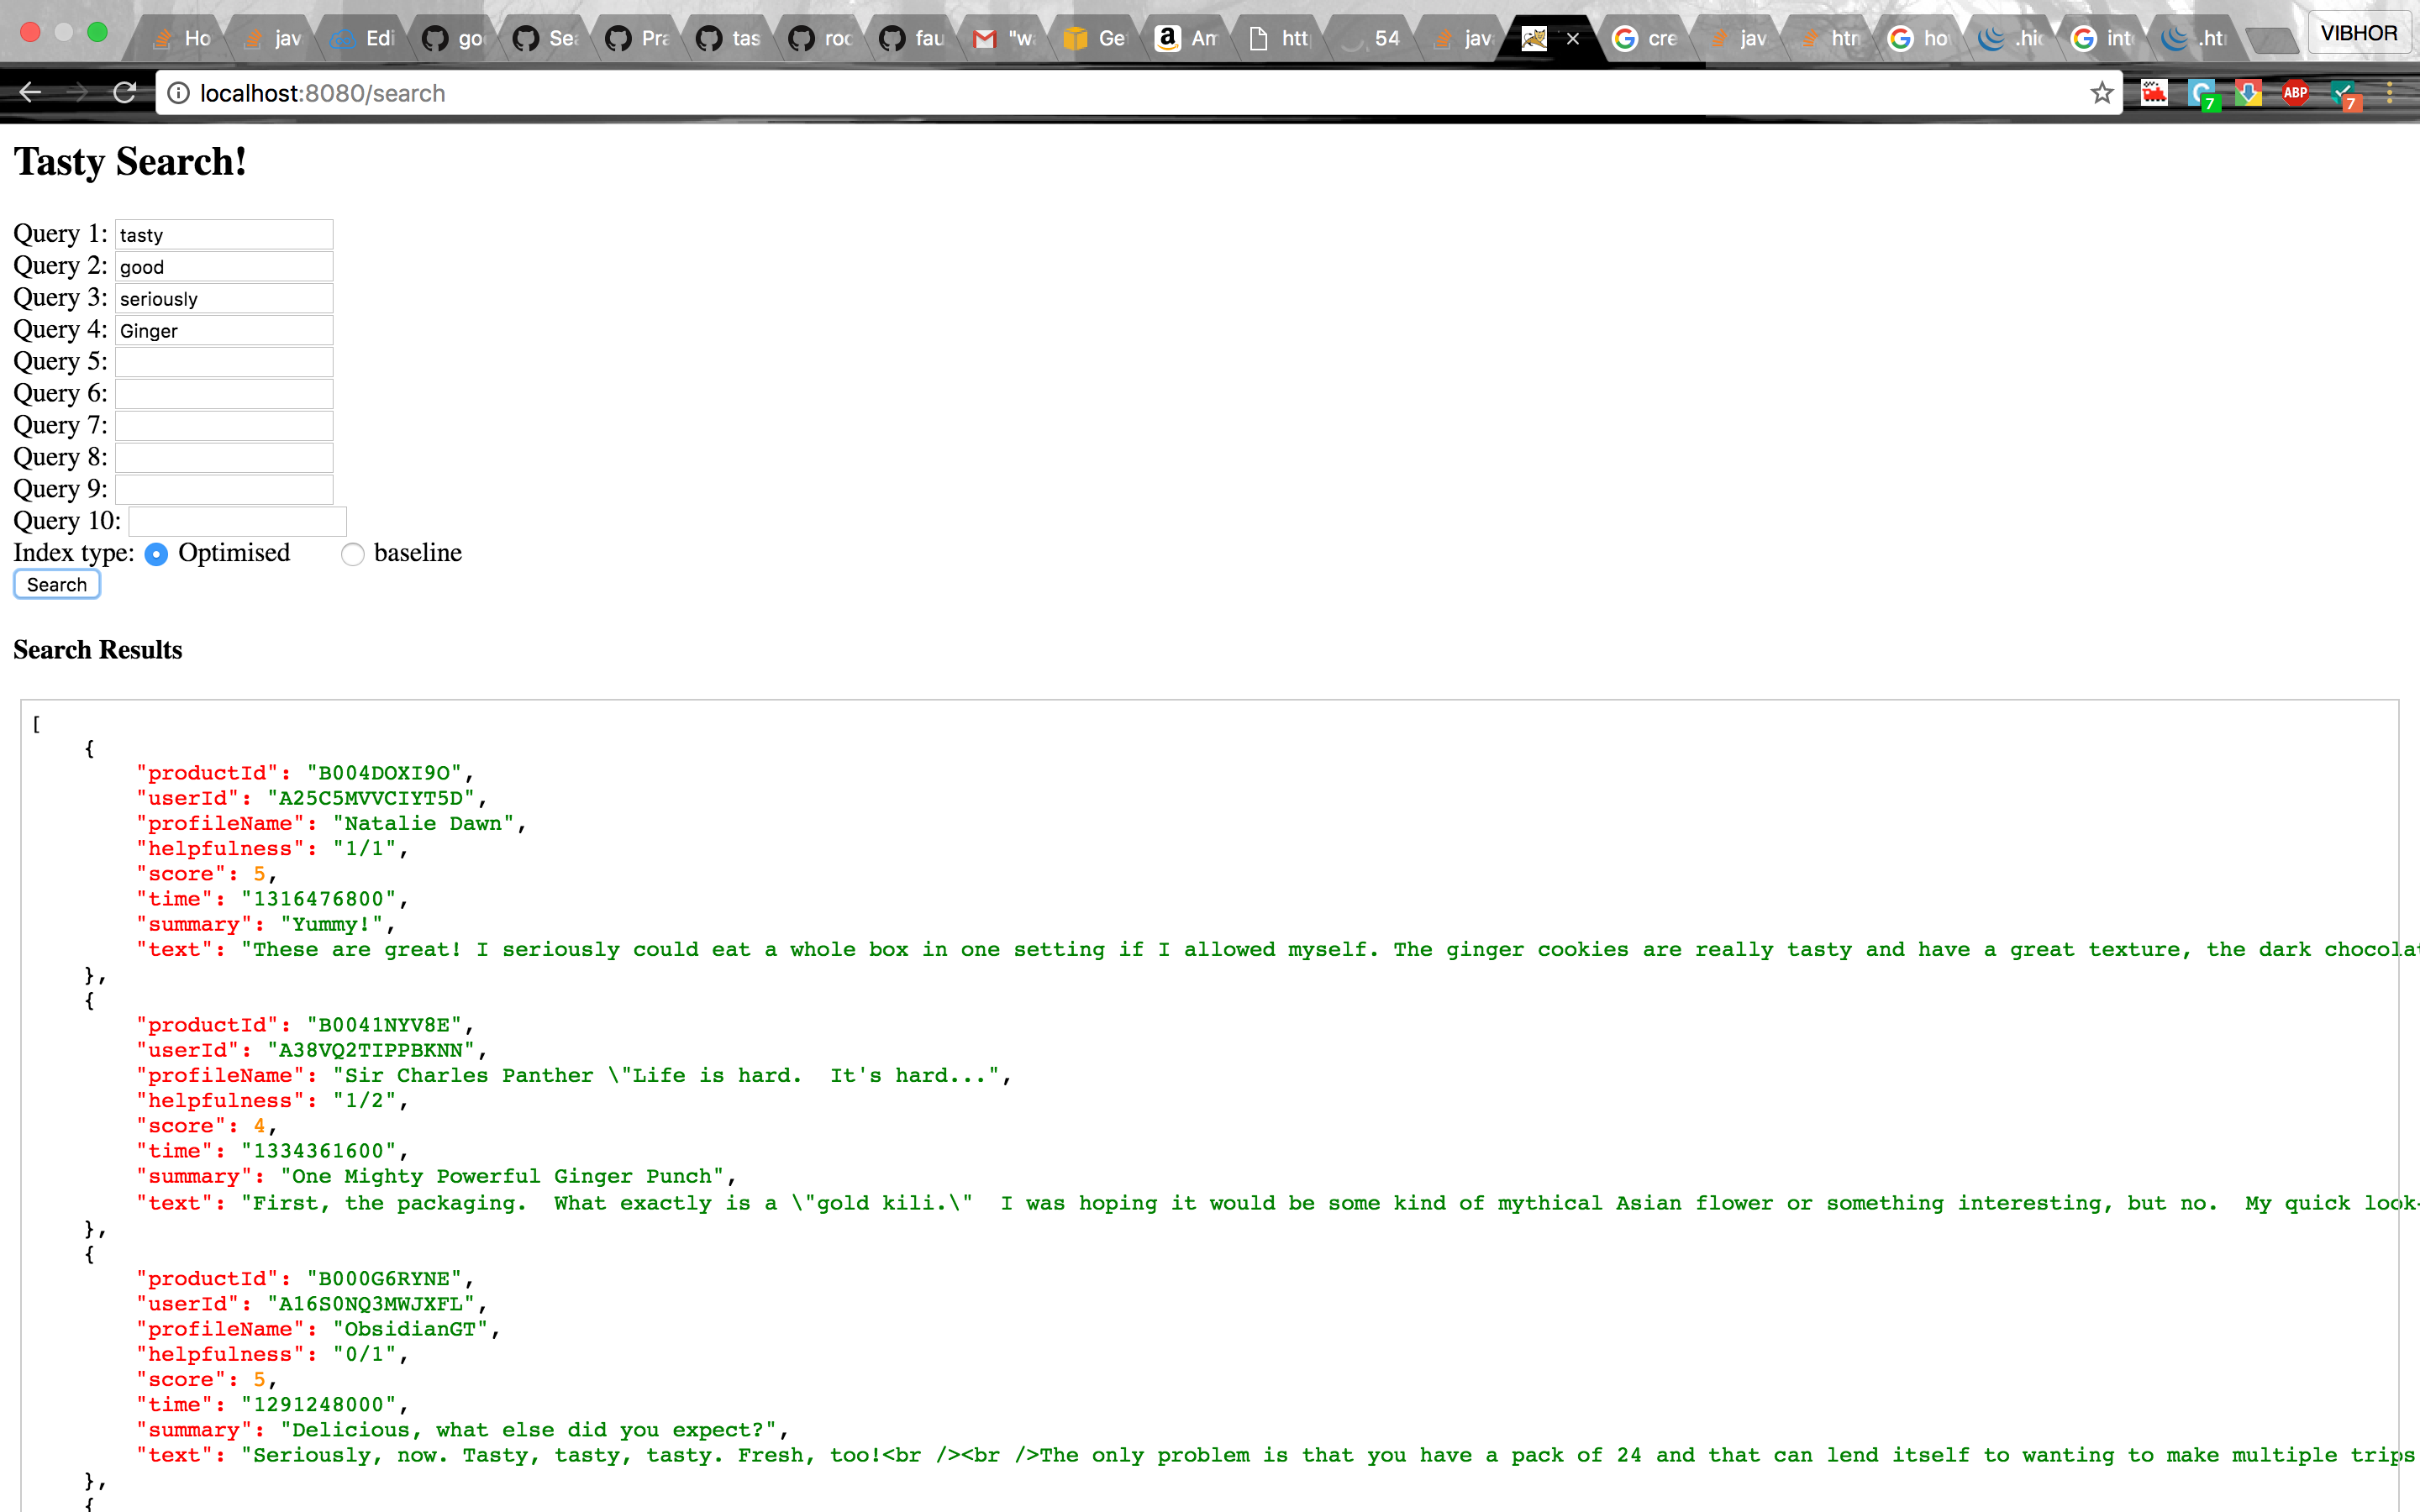 Ho jav Edi go Sea Pra tas roc fau "wa Ge Am http 54 java cre jav htm ho .hic inte .htr VIBHOR
localhost:8080/search
7 ABP 7
Tasty Search!
Query 1: tasty
Query 2: good
Query 3: seriously
Query 4: Ginger
Query 5:
Query 6:
Query 7:
Query 8:
Query 9:
Query 10:
Index type: Optimised baseline
Search
Search Results
[
{
"productId": "B004DOXI9O",
"userId": "A25C5MVVCIYT5D",
"profileName": "Natalie Dawn",
"helpfulness": "1/1",
"score": 5,
"time": "1316476800",
"summary": "Yummy!",
"text": "These are great! I seriously could eat a whole box in one setting if I allowed myself. The ginger cookies are really tasty and have a great texture, the dark chocolat
},
{
"productId": "B0041NYV8E",
"userId": "A38VQ2TIPPBKNN",
"profileName": "Sir Charles Panther \"Life is hard.  It's hard...",
"helpfulness": "1/2",
"score": 4,
"time": "1334361600",
"summary": "One Mighty Powerful Ginger Punch",
"text": "First, the packaging.  What exactly is a \"gold kili.\"  I was hoping it would be some kind of mythical Asian flower or something interesting, but no.  My quick look-
},
{
"productId": "B000G6RYNE",
"userId": "A16S0NQ3MWJXFL",
"profileName": "ObsidianGT",
"helpfulness": "0/1",
"score": 5,
"time": "1291248000",
"summary": "Delicious, what else did you expect?",
"text": "Seriously, now. Tasty, tasty, tasty. Fresh, too!<br /><br />The only problem is that you have a pack of 24 and that can lend itself to wanting to make multiple trips
},
{